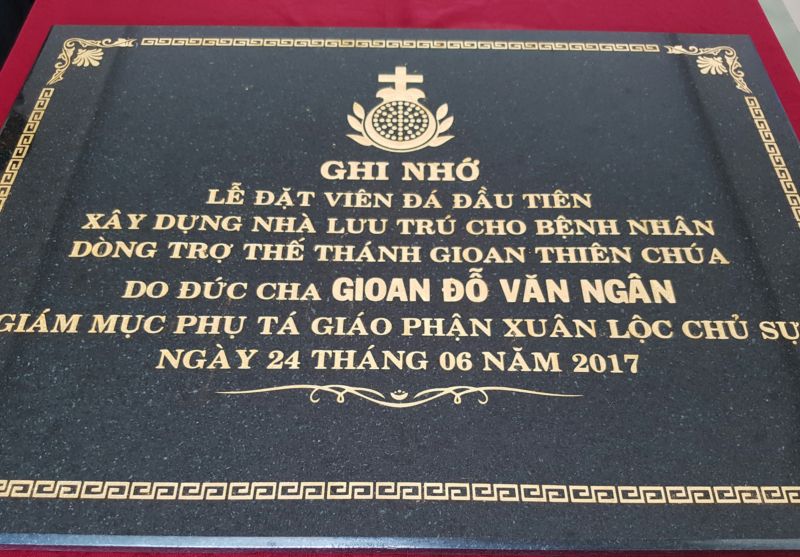 GHI NHỚ
LỄ ĐẶT VIÊN ĐÁ ĐẦU TIÊN
XÂY DỰNG NHÀ LƯU TRÚ CHO BỆNH NHÂN
DÒNG TRỢ THẾ THÁNH GIOAN THIÊN CHÚA
DO ĐỨC CHA GIOAN ĐỖ VĂN NGÂN
GIÁM MỤC PHỤ TÁ GIÁO PHẬN XUÂN LỘC CHỦ SỰ
NGÀY 24 THÁNG 06 NĂM 2017